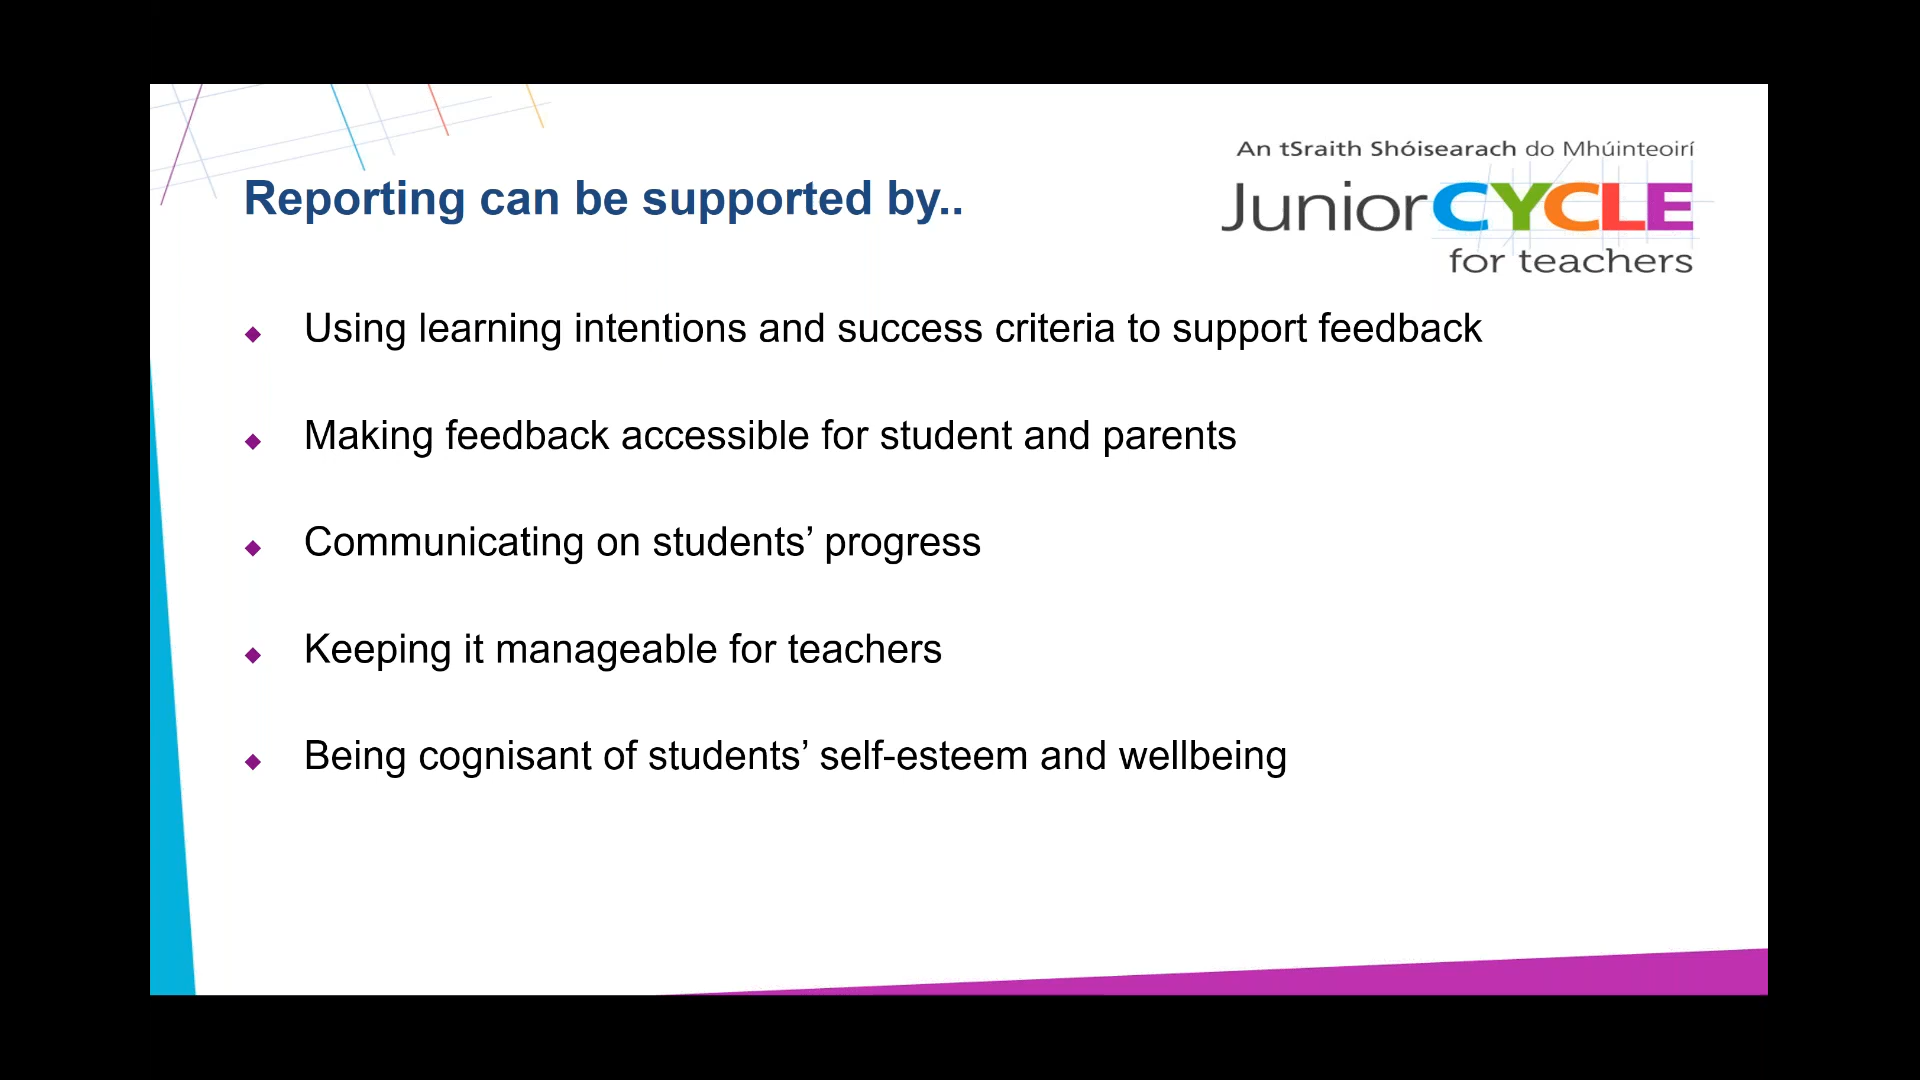 An tSraith Shóisearach do Mhúinteoirí
JuniorCYCLE
for teachers
Reporting can be supported by..
Using learning intentions and success criteria to support feedback
Making feedback accessible for student and parents
Communicating on students’ progress
Keeping it manageable for teachers
Being cognisant of students’ self-esteem and wellbeing